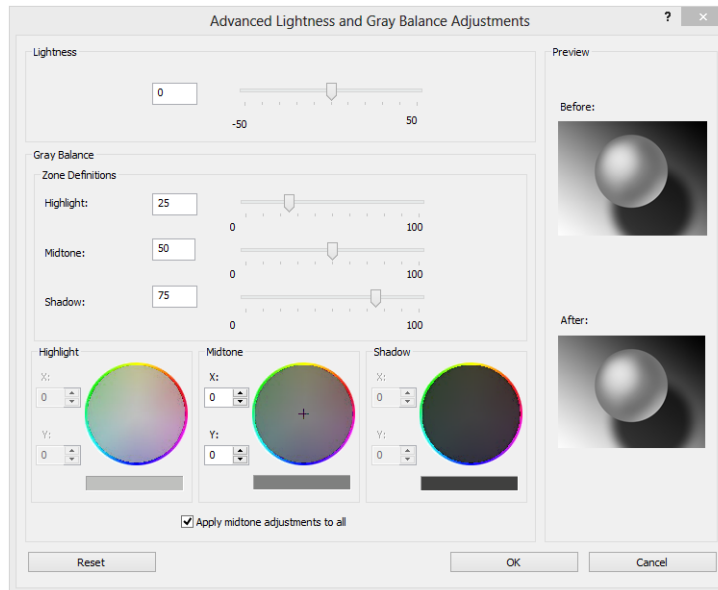 Advanced Lightness and Gray Balance Adjustments
?
Lightness
0
-50 50
Preview
Before:
Gray Balance
Zone Definitions
Highlight: 25
0 100
Midtone: 50
0 100
Shadow: 75
0 100
After:
Highlight Midtone Shadow
X: X: X:
0 0 0
Y: Y: Y:
0 0 0
Apply midtone adjustments to all
Reset OK Cancel